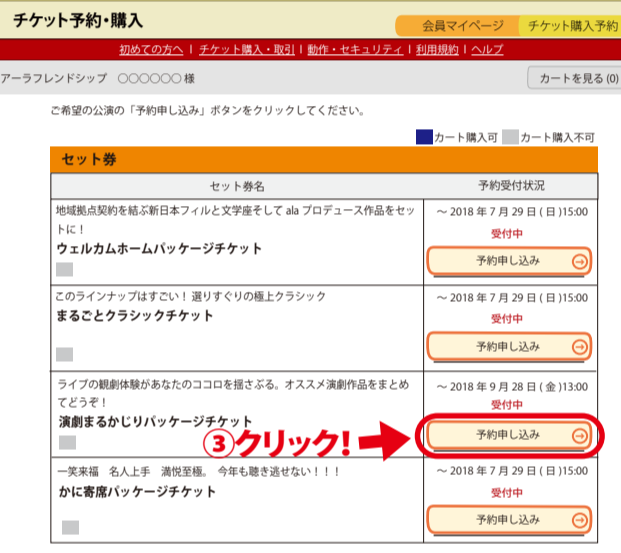 チケット予約・購入
会員マイページ チケット購入予約
初めての方へ | チケット購入・取引 | 動作・セキュリティ | 利用規約 | ヘルプ
アーラフレンドシップ 〇〇〇〇〇〇様 カートを見る (0)
ご希望の公演の「予約申し込み」ボタンをクリックしてください。
カート購入可 カート購入不可
セット券
セット券名 予約受付状況
地域拠点契約を結ぶ新日本フィルと文学座そして ala プロデュース作品をセッ
トに！
ウェルカムホームパッケージチケット
～ 2018 年 7 月 29 日 ( 日 )15:00
受付中
予約申し込み
このラインナップはすごい！ 選りすぐりの極上クラシック
まるごとクラシックチケット
～ 2018 年 7 月 29 日 ( 日 )15:00
受付中
予約申し込み
ライブの観劇体験があなたのココロを揺さぶる。オススメ演劇作品をまとめ
てどうぞ！
演劇まるかじりパッケージチケット
～ 2018 年 9 月 28 日 ( 金 )13:00
受付中
③クリック！
予約申し込み
一笑来福 名人上手 満悦至極。 今年も聴き逃せない！！！
かに寄席パッケージチケット
～ 2018 年 7 月 29 日 ( 日 )15:00
受付中
予約申し込み